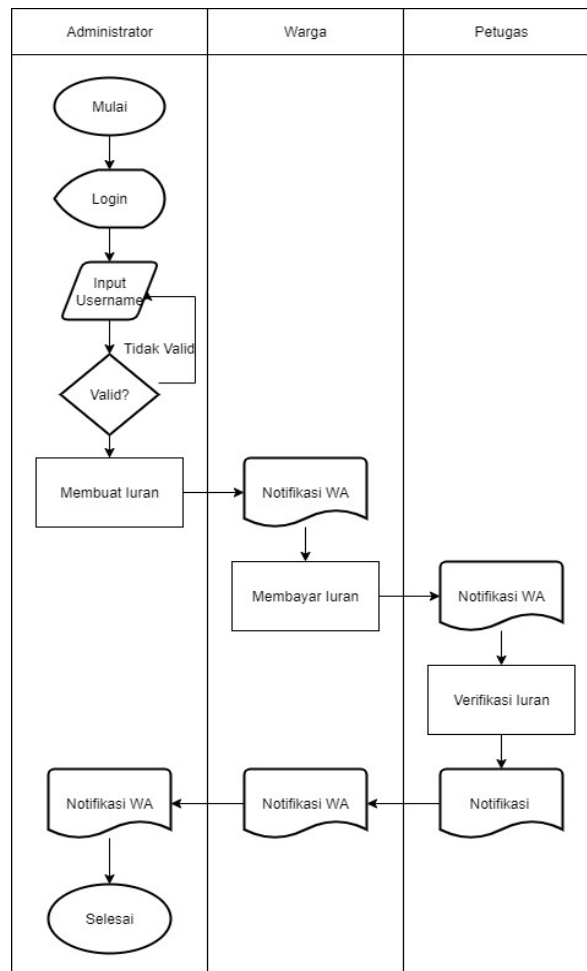 Administrator
Warga
Petugas
Mulai
Login
Input
Username
Tidak Valid
Valid?
Membuat Iuran
Notifikasi WA
Membayar Iuran
Notifikasi WA
Verifikasi Iuran
Notifikasi WA
Notifikasi WA
Notifikasi
Selesai